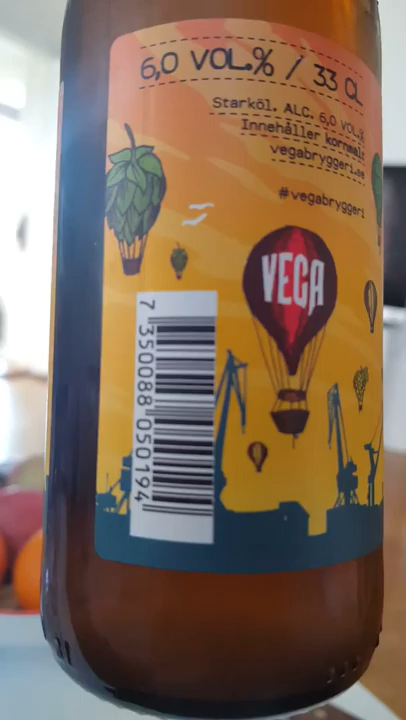 6,0 VOL.% / 33 CL
Starköl. ALC. 6,0 VOL.%
Innehåller kornmalt
vegabryggeri.se
#vegabryggeri
VEGA
7 350088 050194